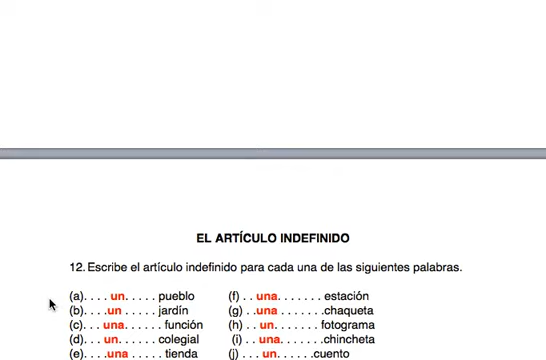 EL ARTÍCULO INDEFINIDO
12. Escribe el artículo indefinido para cada una de las siguientes palabras.
(a). . . . un. . . . . pueblo (f) . . una. . . . . . . estación
(b). . . . un. . . . . jardín (g) . .una . . . . . . .chaqueta
(c). . . una. . . . . . función (h) . . un. . . . . . . fotograma
(d). . . un. . . . . . colegial (i) . . una. . . . . . .chincheta
(e). . . .una . . . . . tienda (j) . . . un. . . . . .cuento